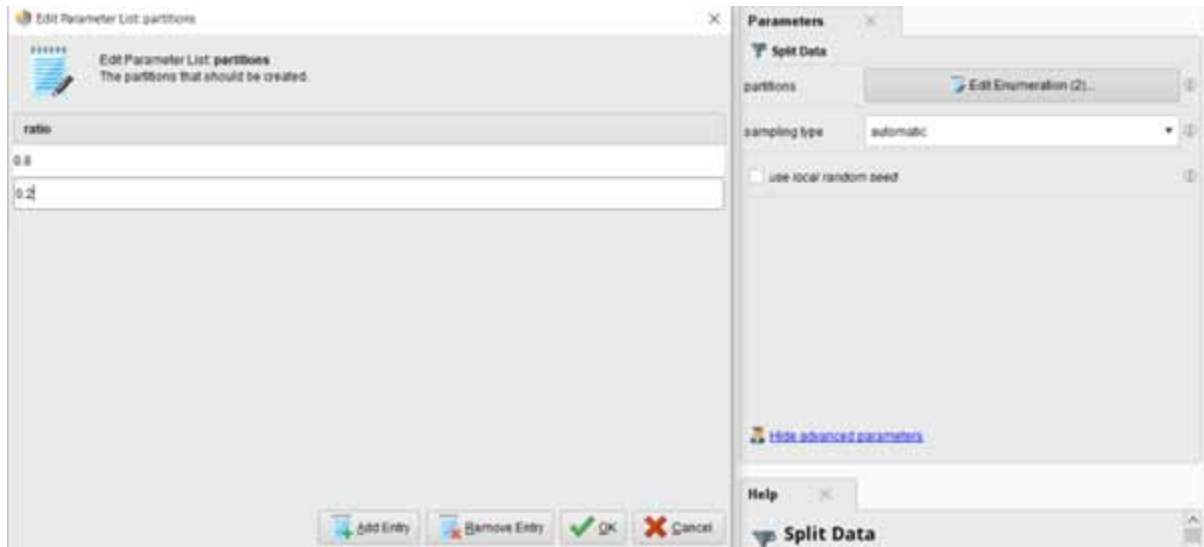 Edit Parameter List: partitions
Edit Parameter List: partitions
The partitions that should be created.
ratio
0.8
0.2
Add Entry
Remove Entry
OK
Cancel
Parameters
Split Data
partitions
Edit Enumeration (2)...
sampling type
automatic
use local random seed
Hide advanced parameters
Help
Split Data